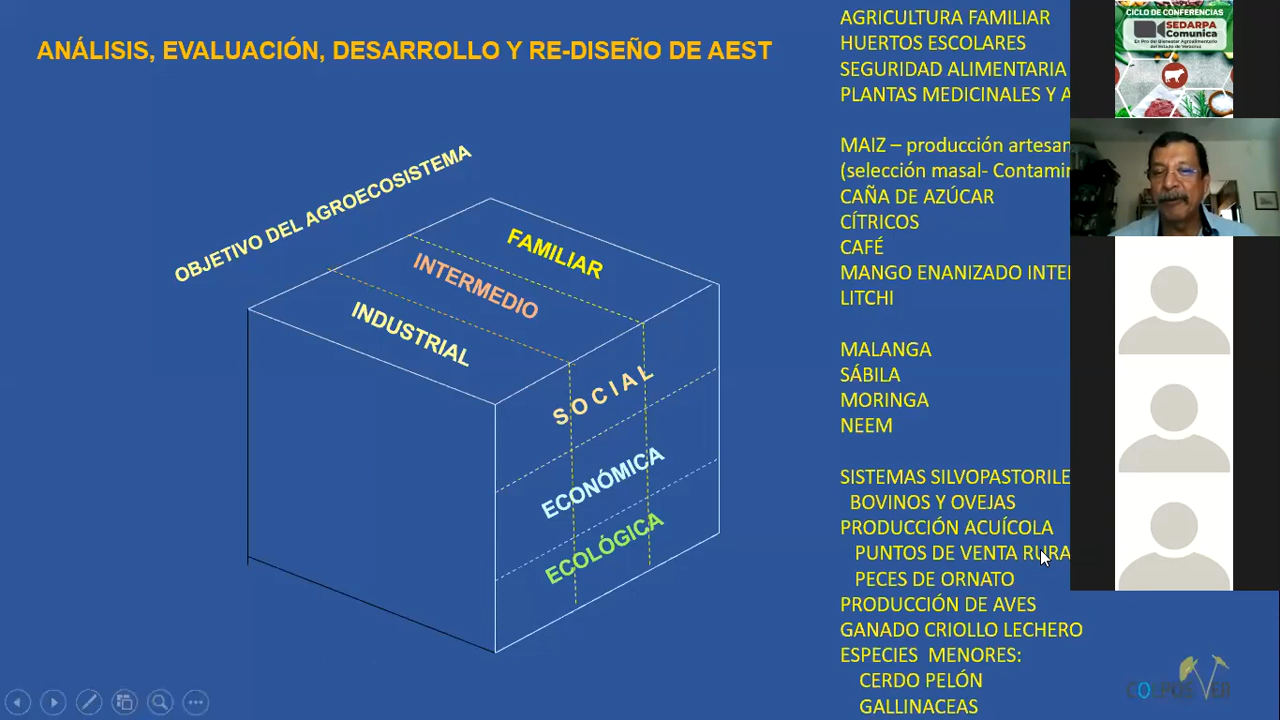 ANÁLISIS, EVALUACIÓN, DESARROLLO Y RE-DISEÑO DE AEST
OBJETIVO DEL AGROECOSISTEMA
FAMILIAR
INTERMEDIO
INDUSTRIAL
SOCIAL
ECONÓMICA
ECOLÓGICA
AGRICULTURA FAMILIAR
HUERTOS ESCOLARES
SEGURIDAD ALIMENTARIA
PLANTAS MEDICINALES Y A
MAIZ – producción artesan
(selección masal- Contamin
CAÑA DE AZÚCAR
CÍTRICOS
CAFÉ
MANGO ENANIZADO INTE
LITCHI
MALANGA
SÁBILA
MORINGA
NEEM
SISTEMAS SILVOPASTORILE
BOVINOS Y OVEJAS
PRODUCCIÓN ACUÍCOLA
PUNTOS DE VENTA RURA
PECES DE ORNATO
PRODUCCIÓN DE AVES
GANADO CRIOLLO LECHERO
ESPECIES MENORES:
CERDO PELÓN
GALLINACEAS
CICLO DE CONFERENCIAS
SEDARPA
Comunica
En Pro del Bienestar Agroalimentario
del Estado de Veracruz